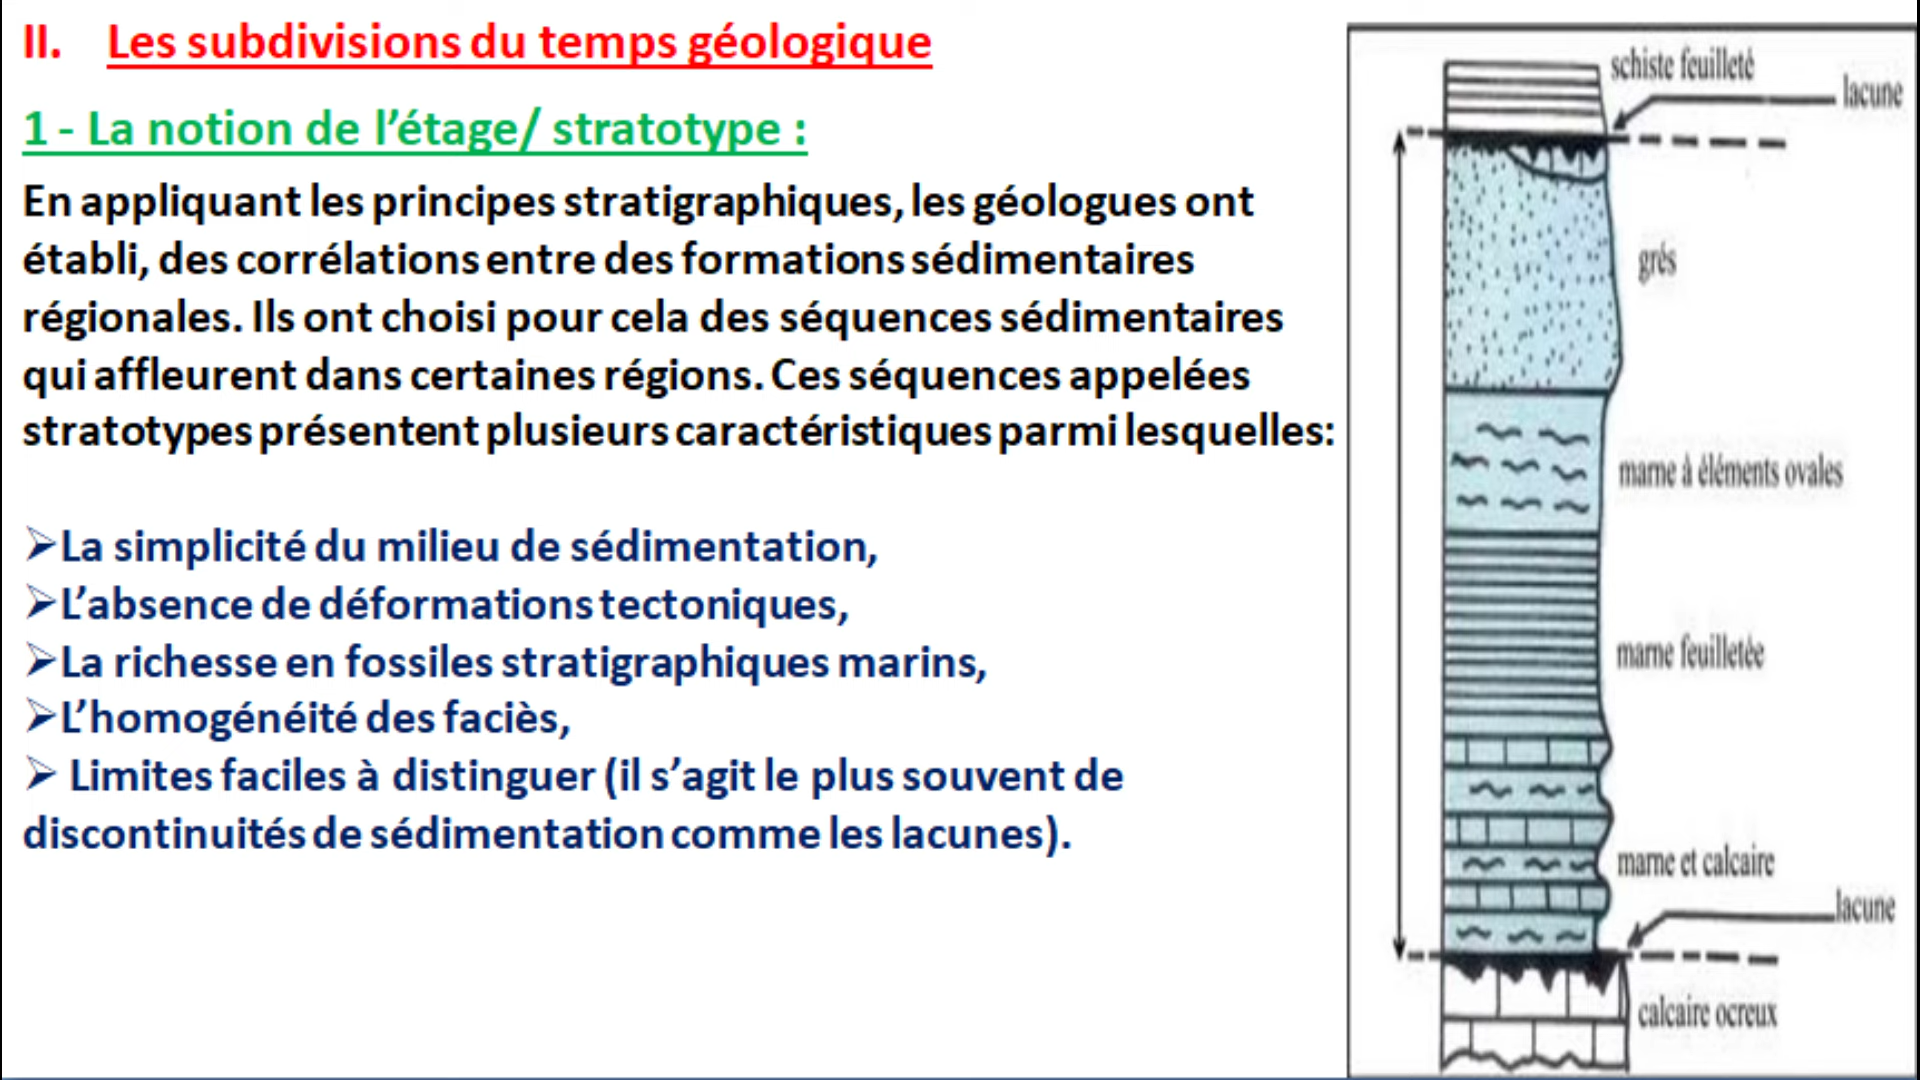 II. Les subdivisions du temps géologique
1 - La notion de l’étage/ stratotype :
En appliquant les principes stratigraphiques, les géologues ont
établi, des corrélations entre des formations sédimentaires
régionales. Ils ont choisi pour cela des séquences sédimentaires
qui affleurent dans certaines régions. Ces séquences appelées
stratotypes présentent plusieurs caractéristiques parmi lesquelles:
➢La simplicité du milieu de sédimentation,
➢L’absence de déformations tectoniques,
➢La richesse en fossiles stratigraphiques marins,
➢L’homogénéité des faciès,
➢ Limites faciles à distinguer (il s’agit le plus souvent de
discontinuités de sédimentation comme les lacunes).
schiste feuilleté
lacune
grés
marne à éléments ovales
marne feuilletée
marne et calcaire
lacune
calcaire ocreux